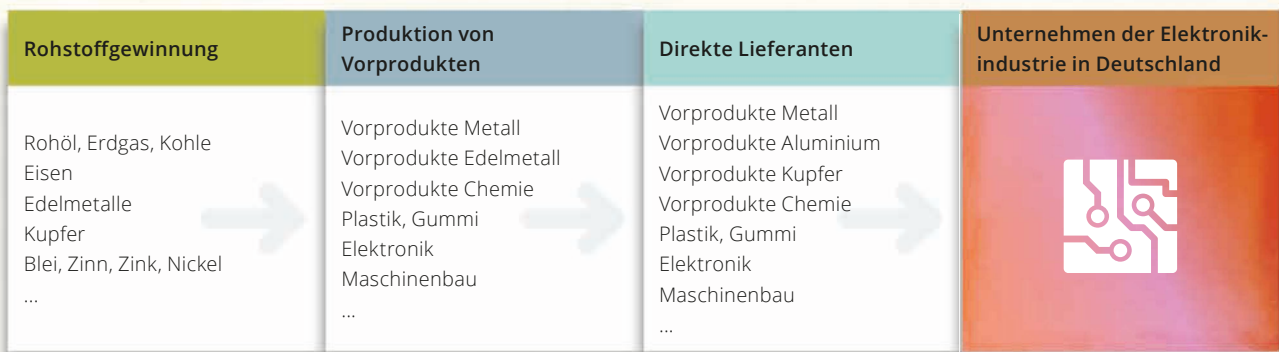 Rohstoffgewinnung
Rohöl, Erdgas, Kohle
Eisen
Edelmetalle
Kupfer
Blei, Zinn, Zink, Nickel
...
Produktion von
Vorprodukten
Vorprodukte Metall
Vorprodukte Edelmetall
Vorprodukte Chemie
Plastik, Gummi
Elektronik
Maschinenbau
...
Direkte Lieferanten
Vorprodukte Metall
Vorprodukte Aluminium
Vorprodukte Kupfer
Vorprodukte Chemie
Plastik, Gummi
Elektronik
Maschinenbau
...
Unternehmen der Elektronik-
industrie in Deutschland